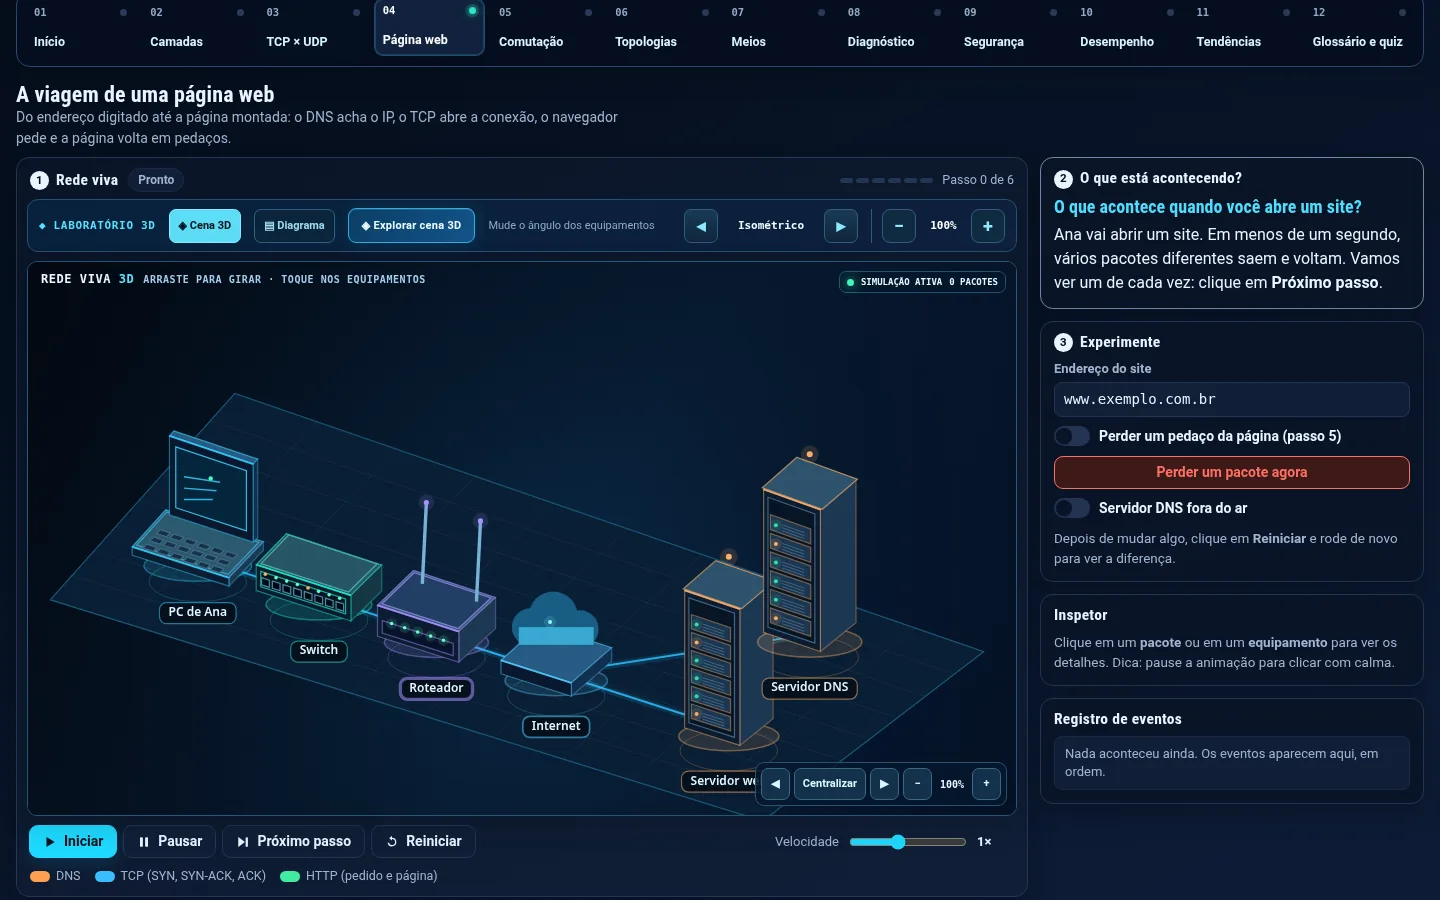 01 02 03 04 05 06 07 08 09 10 11 12
Início Camadas TCP × UDP Página web Comutação Topologias Meios Diagnóstico Segurança Desempenho Tendências Glossário e quiz
A viagem de uma página web
Do endereço digitado até a página montada: o DNS acha o IP, o TCP abre a conexão, o navegador
pede e a página volta em pedaços.
1 Rede viva Pronto Passo 0 de 6
LABORATÓRIO 3D Cena 3D Diagrama Explorar cena 3D Mude o ângulo dos equipamentos ◀ Isométrico ▶ − 100% +
REDE VIVA 3D ARRASTE PARA GIRAR · TOQUE NOS EQUIPAMENTOS
SIMULAÇÃO ATIVA 0 PACOTES
PC de Ana
Switch
Roteador
Internet
Servidor DNS
Servidor we
◀ Centralizar ▶ − 100% +
Iniciar Pausar Próximo passo Reiniciar Velocidade 1×
DNS TCP (SYN, SYN-ACK, ACK) HTTP (pedido e página)
2 O que está acontecendo?
O que acontece quando você abre um site?
Ana vai abrir um site. Em menos de um segundo,
vários pacotes diferentes saem e voltam. Vamos
ver um de cada vez: clique em Próximo passo.
3 Experimente
Endereço do site
www.exemplo.com.br
Perder um pedaço da página (passo 5)
Perder um pacote agora
Servidor DNS fora do ar
Depois de mudar algo, clique em Reiniciar e rode de novo
para ver a diferença.
Inspetor
Clique em um pacote ou em um equipamento para ver os
detalhes. Dica: pause a animação para clicar com calma.
Registro de eventos
Nada aconteceu ainda. Os eventos aparecem aqui, em
ordem.